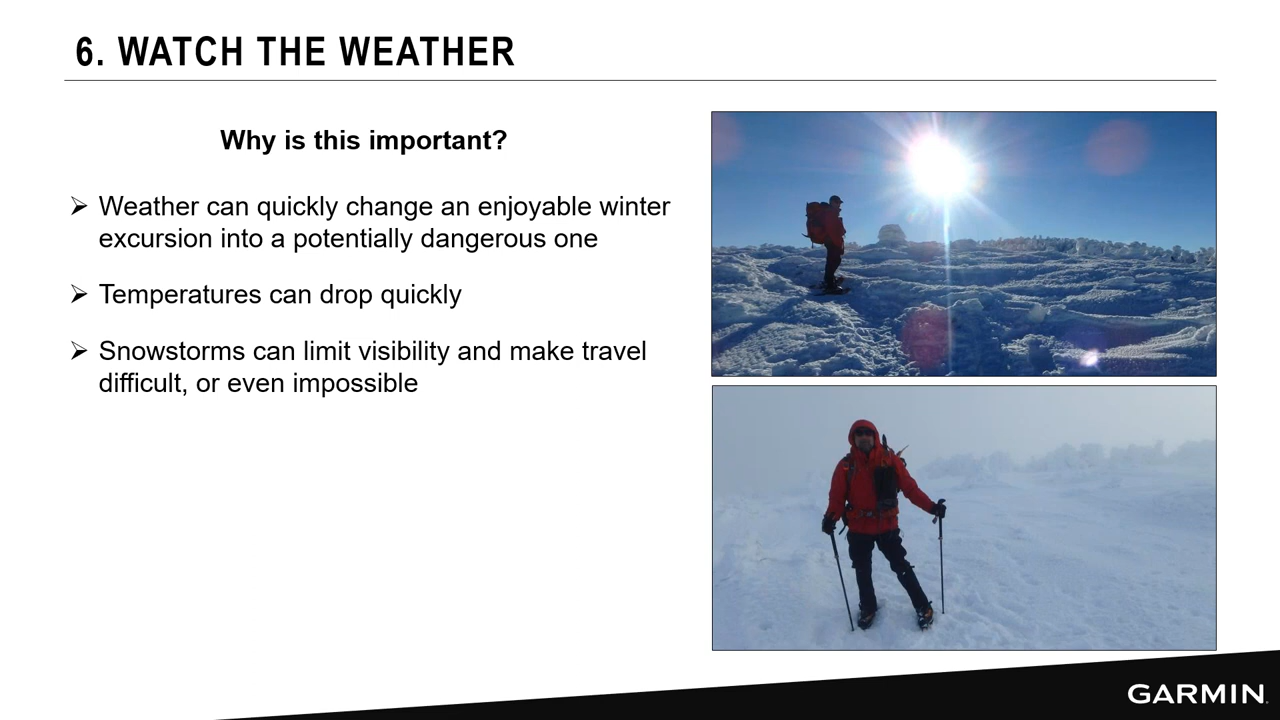 6. WATCH THE WEATHER
Why is this important?
➢ Weather can quickly change an enjoyable winter
excursion into a potentially dangerous one
➢ Temperatures can drop quickly
➢ Snowstorms can limit visibility and make travel
difficult, or even impossible
GARMIN